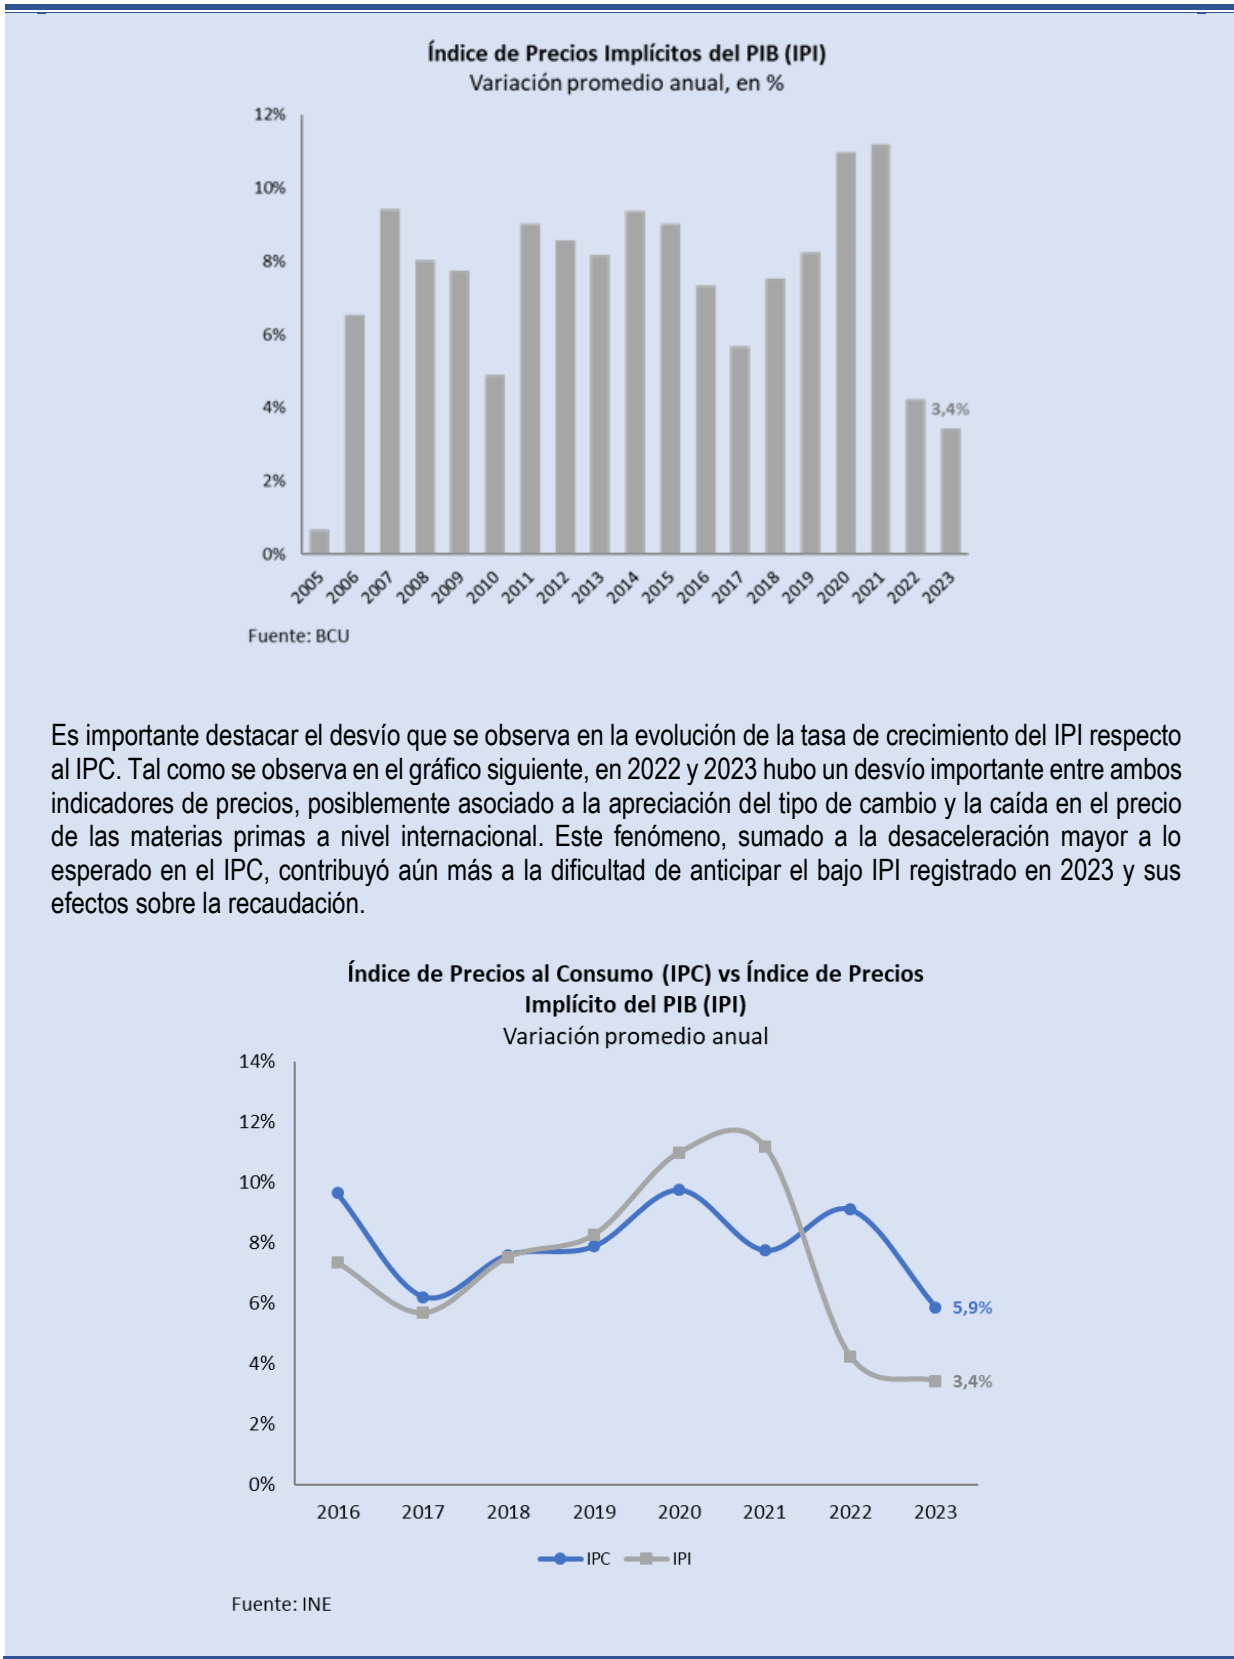 Índice de Precios Implícitos del PIB (IPI)
Variación promedio anual, en %
12%
10%
8%
6%
4%
2%
0%
3,4%
2005 2006 2007 2008 2009 2010 2011 2012 2013 2014 2015 2016 2017 2018 2019 2020 2021 2022 2023
Fuente: BCU
Es importante destacar el desvío que se observa en la evolución de la tasa de crecimiento del IPI respecto
al IPC. Tal como se observa en el gráfico siguiente, en 2022 y 2023 hubo un desvío importante entre ambos
indicadores de precios, posiblemente asociado a la apreciación del tipo de cambio y la caída en el precio
de las materias primas a nivel internacional. Este fenómeno, sumado a la desaceleración mayor a lo
esperado en el IPC, contribuyó aún más a la dificultad de anticipar el bajo IPI registrado en 2023 y sus
efectos sobre la recaudación.
Índice de Precios al Consumo (IPC) vs Índice de Precios
Implícito del PIB (IPI)
Variación promedio anual
14%
12%
10%
8%
6%
4%
2%
0%
5,9%
3,4%
2016 2017 2018 2019 2020 2021 2022 2023
IPC IPI
Fuente: INE